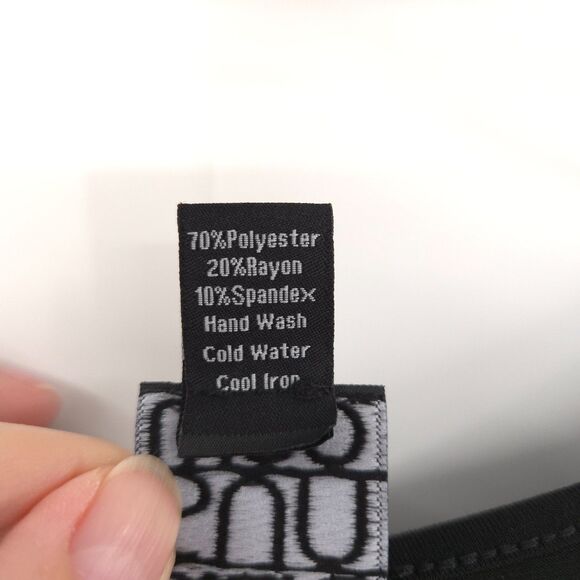 70%Polyester
20%Rayon
10%Spandex
Hand Wash
Cold Water
Cool Iron